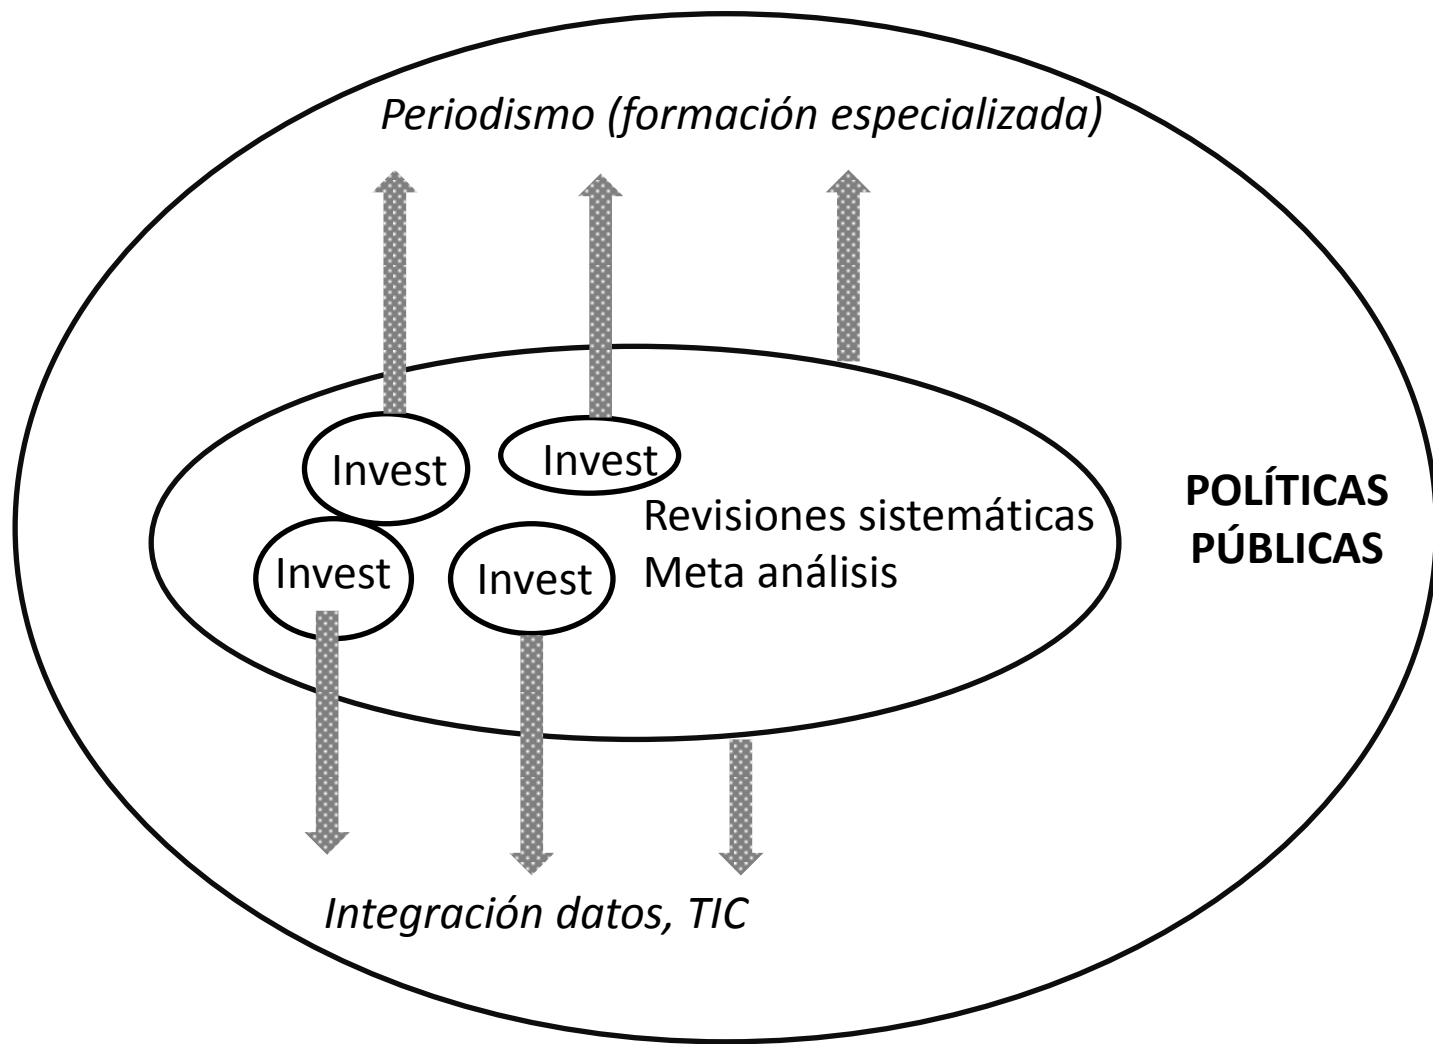 Periodismo (formación especializada)
Invest
Invest
Revisiones sistemáticas
Meta análisis
Invest
Invest
POLÍTICAS
PÚBLICAS
Integración datos, TIC